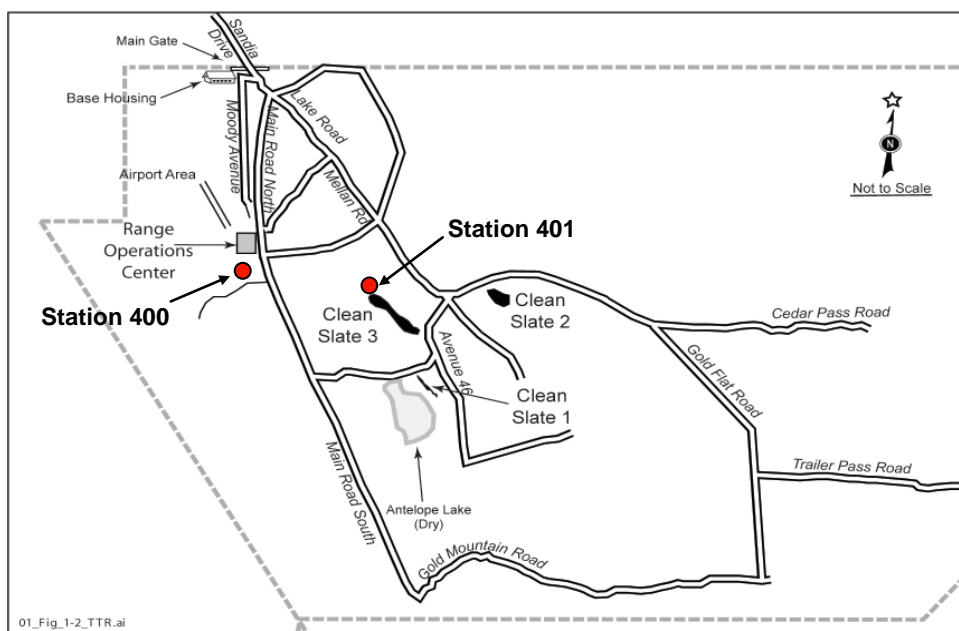 Sandia
Drive
Main Gate
Base Housing
Moody Avenue
Main Road North
Lake Road
Mellan Rd
Airport Area
N
Not to Scale
Range
Operations
Center
Station 401
Station 400
Clean
Slate 3
Clean
Slate 2
Cedar Pass Road
Avenue 46
Gold Flat Road
Clean
Slate 1
Main Road South
Trailer Pass Road
Antelope Lake
(Dry)
Gold Mountain Road
01_Fig_1-2_TTR.ai